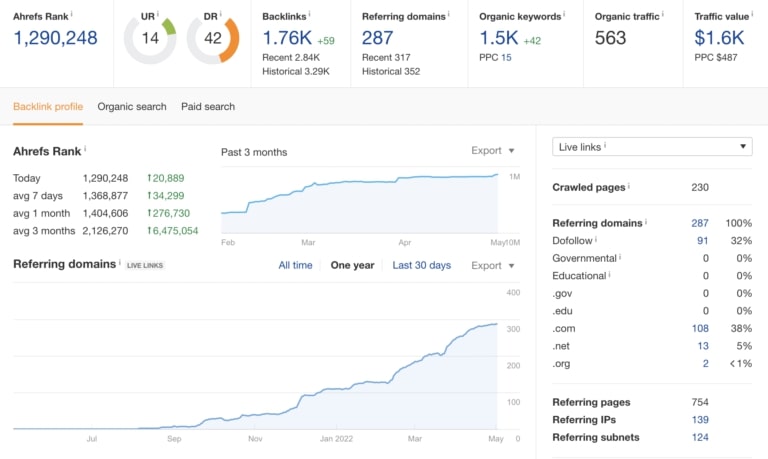 Ahrefs Rank i
1,290,248
UR i
14
DR i
42
Backlinks i
1.76K +59
Recent 2.84K
Historical 3.29K
Referring domains i
287
Recent 317
Historical 352
Organic keywords i
1.5K +42
PPC 15
Organic traffic i
563
Traffic value i
$1.6K
PPC $487
Backlink profile Organic search Paid search
Ahrefs Rank i
Today 1,290,248 ↑20,889
avg 7 days 1,368,877 ↑34,299
avg 1 month 1,404,606 ↑276,730
avg 3 months 2,126,270 ↑6,475,054
Past 3 months Export ▼
1M
Feb Mar Apr May 10M
Referring domains i LIVE LINKS All time One year Last 30 days Export ▼
400
300
200
100
Jul Sep Nov Jan 2022 Mar May 0
Live links i ▼
Crawled pages i 230
Referring domains i 287 100%
Dofollow i 91 32%
Governmental i 0 0%
Educational i 0 0%
.gov 0 0%
.edu 0 0%
.com 108 38%
.net 13 5%
.org 2 <1%
Referring pages 754
Referring IPs 139
Referring subnets 124